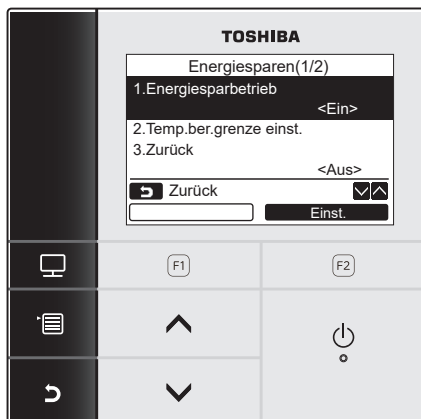 TOSHIBA
Energiesparen(1/2)
1.Energiesparbetrieb
<Ein>
2.Temp.ber.grenze einst.
3.Zurück
<Aus>
Zurück
Einst.
F1
F2